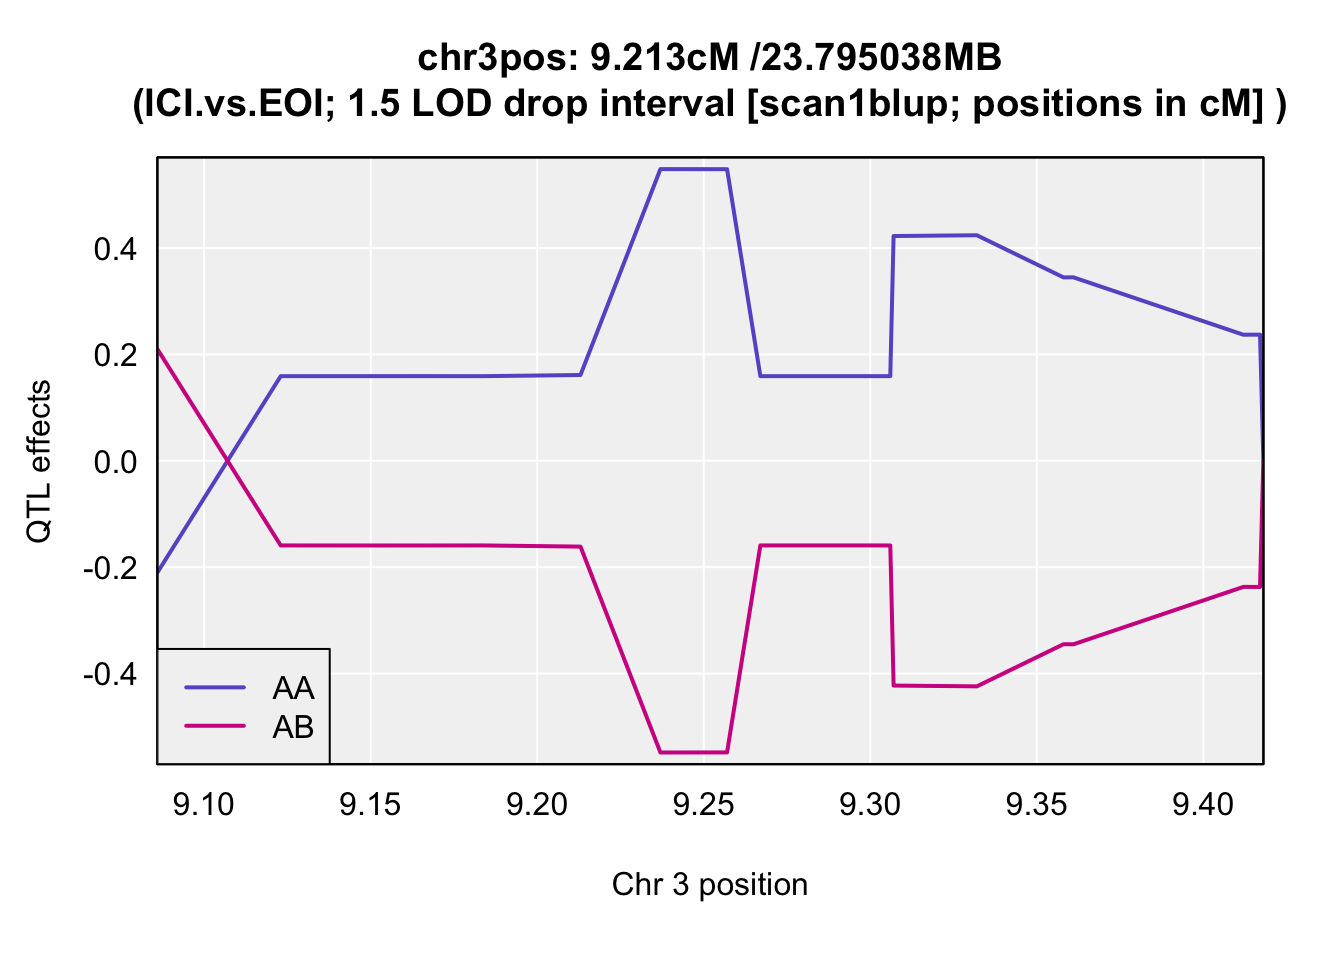 chr3pos: 9.213cM /23.795038MB
(ICI.vs.EOI; 1.5 LOD drop interval [scan1blup; positions in cM] )
QTL effects
0.4
0.2
0.0
-0.2
-0.4
AA
AB
9.10 9.15 9.20 9.25 9.30 9.35 9.40
Chr 3 position